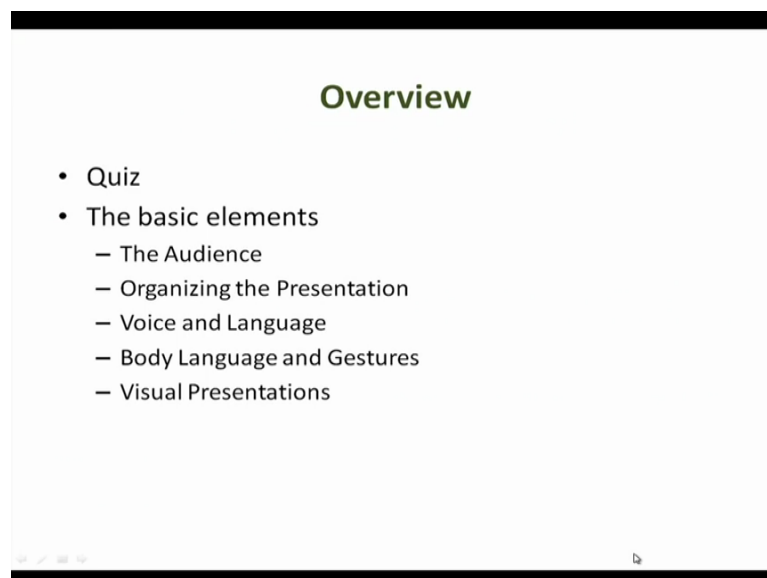 Overview
• Quiz
• The basic elements
– The Audience
– Organizing the Presentation
– Voice and Language
– Body Language and Gestures
– Visual Presentations